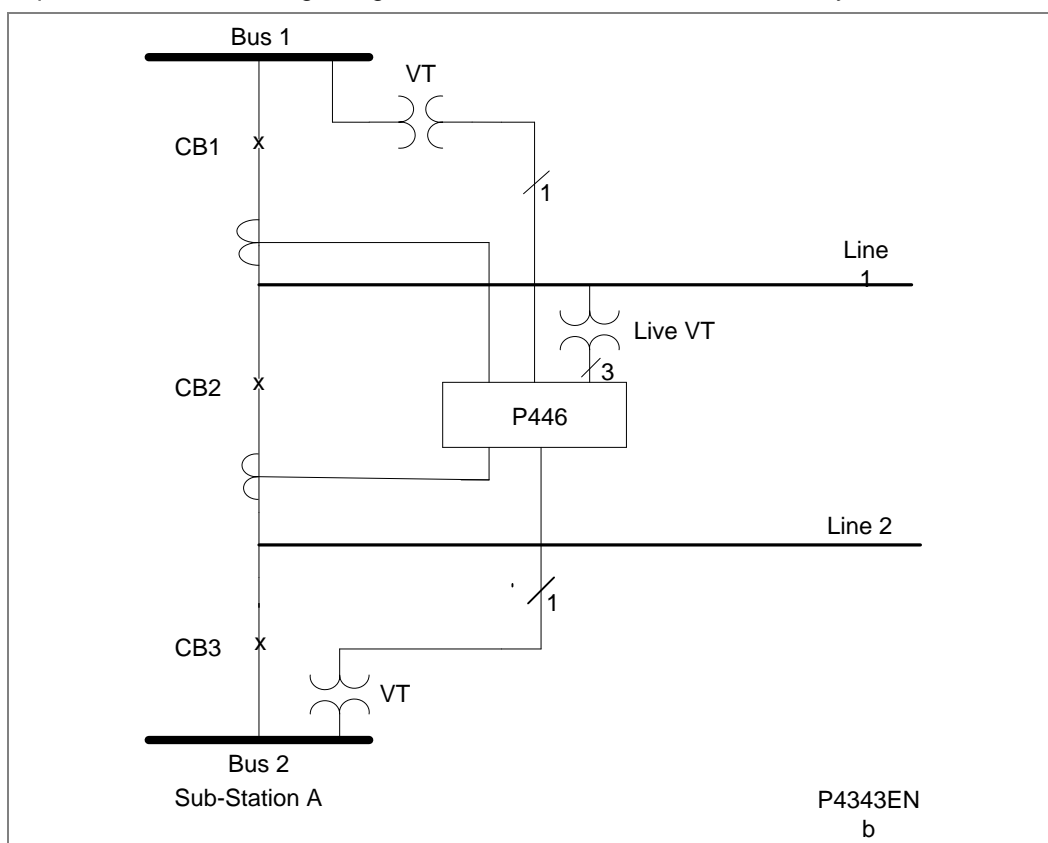 Bus 1
VT
CB1
x
1
Line
1
Live VT
3
CB2
x
P446
Line 2
1
CB3
x
VT
Bus 2
Sub-Station A
P4343EN
b